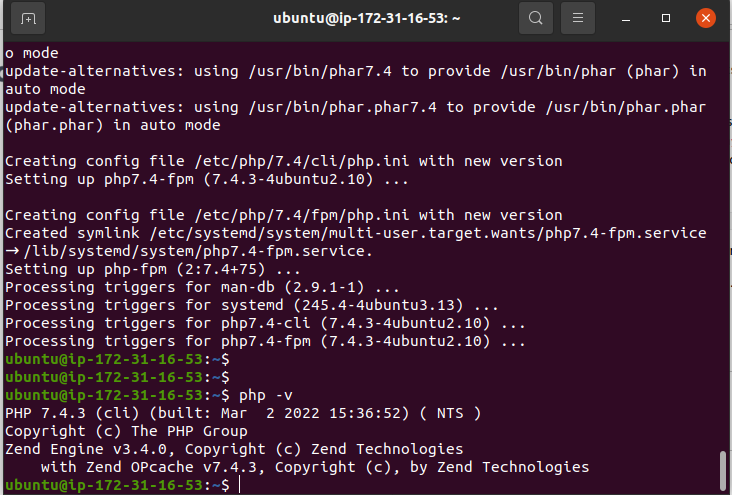 ubuntu@ip-172-31-16-53: ~
o mode
update-alternatives: using /usr/bin/phar7.4 to provide /usr/bin/phar (phar) in
auto mode
update-alternatives: using /usr/bin/phar.phar7.4 to provide /usr/bin/phar.phar
(phar.phar) in auto mode
Creating config file /etc/php/7.4/cli/php.ini with new version
Setting up php7.4-fpm (7.4.3-4ubuntu2.10) ...
Creating config file /etc/php/7.4/fpm/php.ini with new version
Created symlink /etc/systemd/system/multi-user.target.wants/php7.4-fpm.service
→ /lib/systemd/system/php7.4-fpm.service.
Setting up php-fpm (2:7.4+75) ...
Processing triggers for man-db (2.9.1-1) ...
Processing triggers for systemd (245.4-4ubuntu3.13) ...
Processing triggers for php7.4-cli (7.4.3-4ubuntu2.10) ...
Processing triggers for php7.4-fpm (7.4.3-4ubuntu2.10) ...
ubuntu@ip-172-31-16-53:~$
ubuntu@ip-172-31-16-53:~$
ubuntu@ip-172-31-16-53:~$ php -v
PHP 7.4.3 (cli) (built: Mar  2 2022 15:36:52) ( NTS )
Copyright (c) The PHP Group
Zend Engine v3.4.0, Copyright (c) Zend Technologies
    with Zend OPcache v7.4.3, Copyright (c), by Zend Technologies
ubuntu@ip-172-31-16-53:~$